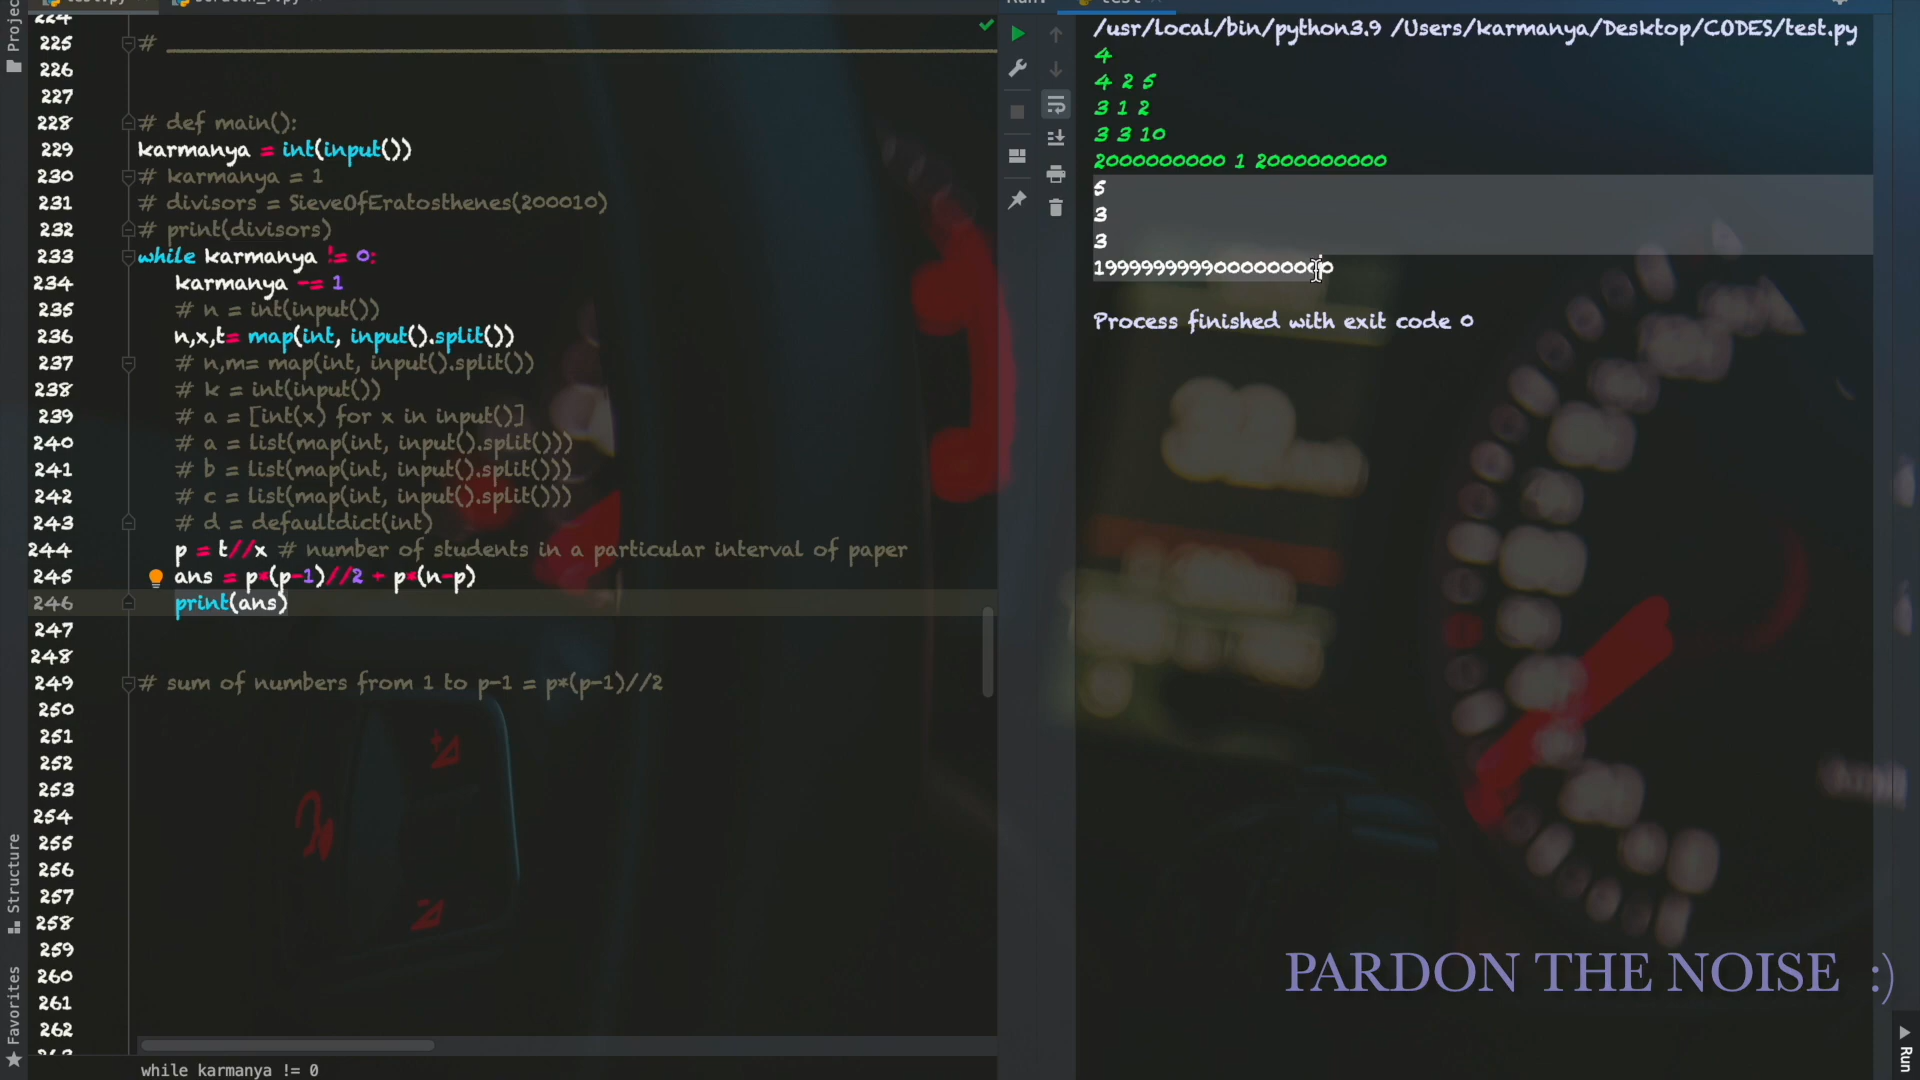 224
225 # ____
226
227
228 # def main():
229 karmanya = int(input())
230 # karmanya = 1
231 # divisors = SieveOfEratosthenes(200010)
232 # print(divisors)
233 while karmanya != 0:
234 karmanya -= 1
235 # n = int(input())
236 n,x,t= map(int, input().split())
237 # n,m= map(int, input().split())
238 # k = int(input())
239 # a = [int(x) for x in input()]
240 # a = list(map(int, input().split()))
241 # b = list(map(int, input().split()))
242 # c = list(map(int, input().split()))
243 # d = defaultdict(int)
244 p = t//x # number of students in a particular interval of paper
245 ans = p*(p-1)//2 + p*(n-p)
246 print(ans)
247
248
249 # sum of numbers from 1 to p-1 = p*(p-1)//2
250
251
252
253
254
255
256
257
258
259
260
261
262
while karmanya != 0
Structure
Favorites
/usr/local/bin/python3.9 /Users/karmanya/Desktop/CODES/test.py
4
4 2 5
3 1 2
3 3 10
2000000000 1 2000000000
5
3
3
1999999999000000000
Process finished with exit code 0
PARDON THE NOISE :)
Run